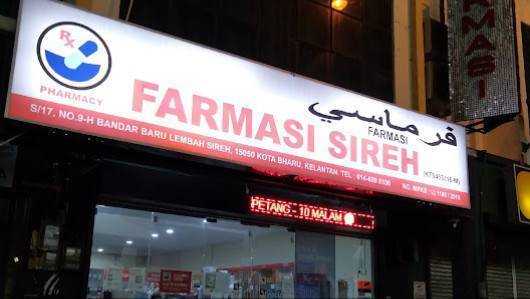 Rx
PHARMACY
فرماسي
FARMASI
FARMASI SIREH
S/17, NO.9-H BANDAR BARU LEMBAH SIREH, 15050 KOTA BHARU, KELANTAN. TEL :
PETANG - 10 MALAM
FARMASI